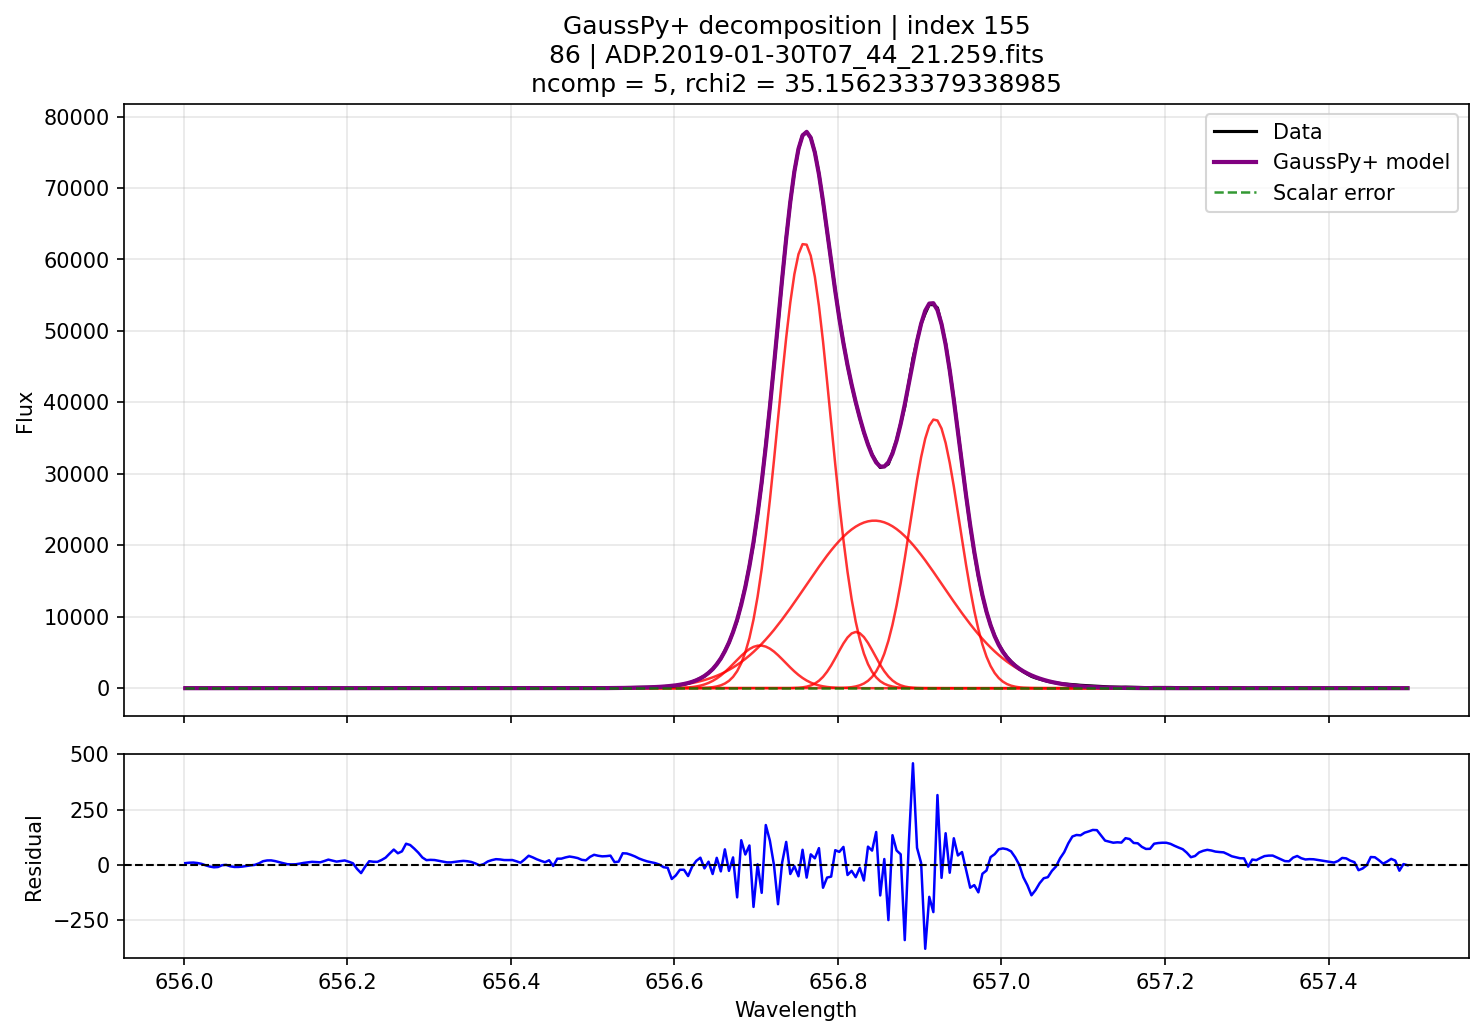 GaussPy+ decomposition | index 155
86 | ADP.2019-01-30T07_44_21.259.fits
ncomp = 5, rchi2 = 35.156233379338985
80000
70000
60000
50000
40000
30000
20000
10000
0
Flux
Data
GaussPy+ model
Scalar error
500
250
0
−250
Residual
656.0
656.2
656.4
656.6
656.8
657.0
657.2
657.4
Wavelength